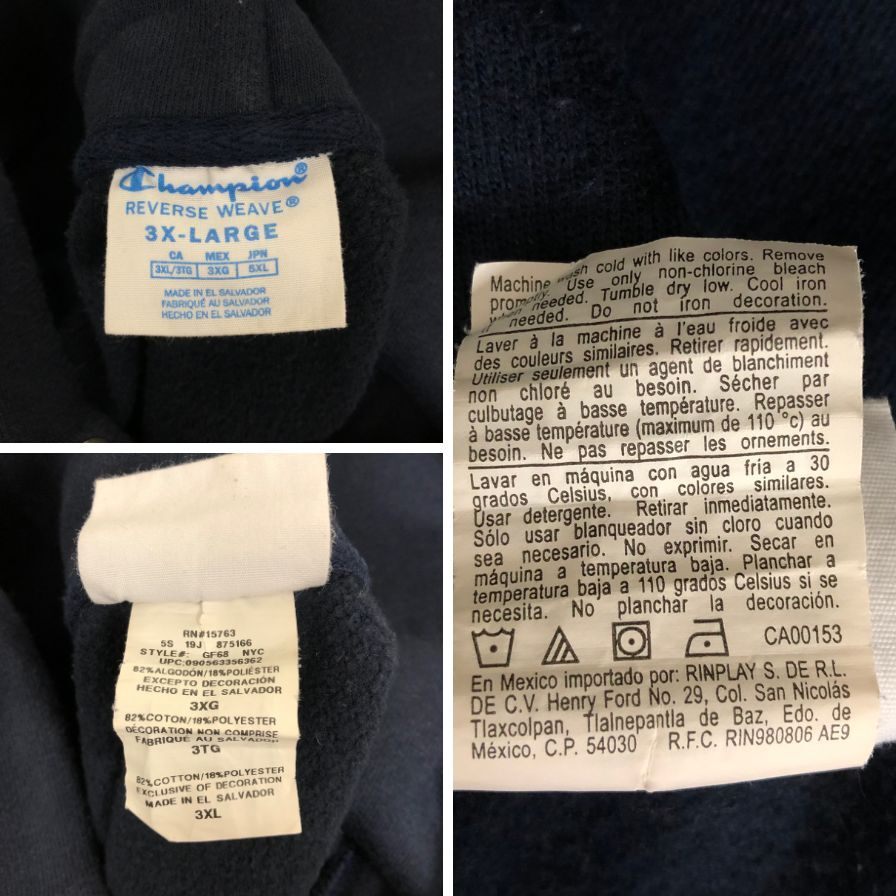 Champion®
REVERSE WEAVE®
3X-LARGE
CA MEX JPN
3XL/3TG 3XG 5XL
MADE IN EL SALVADOR
FABRIQUÉ AU SALVADOR
HECHO EN EL SALVADOR
Machine wash cold with like colors. Remove
promptly. Use only non-chlorine bleach
when needed. Tumble dry low. Cool iron
if needed. Do not iron decoration.
Laver à la machine à l'eau froide avec
des couleurs similaires. Retirer rapidement.
Utiliser seulement un agent de blanchiment
non chloré au besoin. Sécher par
culbutage à basse température. Repasser
à basse température (maximum de 110 °c) au
besoin. Ne pas repasser les ornements.
Lavar en máquina con agua fría a 30
grados Celsius, con colores similares.
Usar detergente. Retirar inmediatamente.
Sólo usar blanqueador sin cloro cuando
sea necesario. No exprimir. Secar en
máquina a temperatura baja. Planchar a
temperatura baja a 110 grados Celsius si se
necesita. No planchar la decoración.
CA00153
En Mexico importado por: RINPLAY S. DE R.L.
DE C.V. Henry Ford No. 29, Col. San Nicolás
Tlaxcolpan, Tlalnepantla de Baz, Edo. de
México, C.P. 54030 R.F.C. RIN980806 AE9
RN#15763
5S 19J 875166
STYLE#: GF68 NYC
UPC:090563356362
82%ALGODÓN/18%POLIÉSTER
EXCEPTO DECORACIÓN
HECHO EN EL SALVADOR
3XG
82%COTTON/18%POLYESTER
DÉCORATION NON COMPRISE
FABRIQUÉ AU SALVADOR
3TG
82%COTTON/18%POLYESTER
EXCLUSIVE OF DECORATION
MADE IN EL SALVADOR
3XL